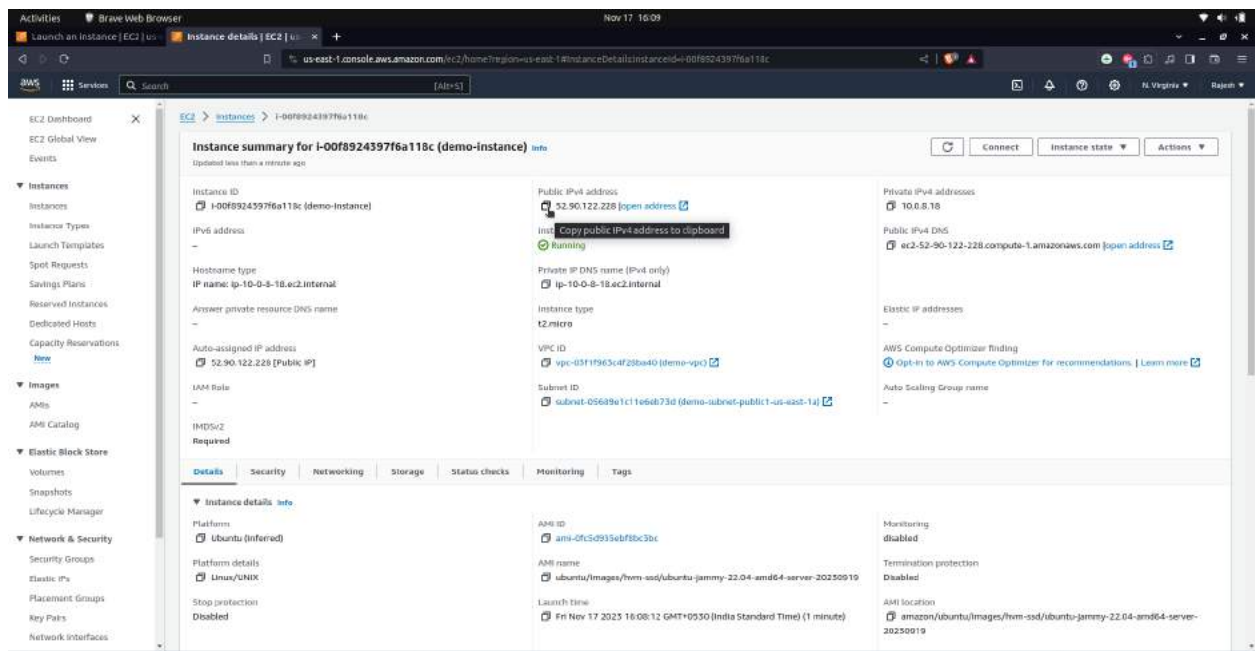 Activities Brave Web Browser Nov 17 16:09
Launch an instance | EC2 | us- Instance details | EC2 | us-
us-east-1.console.aws.amazon.com/ec2/home?region=us-east-1#InstanceDetails:instanceId=i-00f8924397f6a118c
aws Services Search [Alt+S] N. Virginia Rajesh
EC2 Dashboard
EC2 Global View
Events
Instances
Instances
Instance Types
Launch Templates
Spot Requests
Savings Plans
Reserved Instances
Dedicated Hosts
Capacity Reservations
New
Images
AMIs
AMI Catalog
Elastic Block Store
Volumes
Snapshots
Lifecycle Manager
Network & Security
Security Groups
Elastic IPs
Placement Groups
Key Pairs
Network Interfaces
EC2 > Instances > i-00f8924397f6a118c
Instance summary for i-00f8924397f6a118c (demo-instance) Info
Updated less than a minute ago
Connect Instance state Actions
Instance ID
i-00f8924397f6a118c (demo-instance)
Public IPv4 address
52.90.122.228 |open address
Copy public IPv4 address to clipboard
Private IPv4 addresses
10.0.8.18
IPv6 address
–
Inst
Running
Public IPv4 DNS
ec2-52-90-122-228.compute-1.amazonaws.com |open address
Hostname type
IP name: ip-10-0-8-18.ec2.internal
Private IP DNS name (IPv4 only)
ip-10-0-8-18.ec2.internal
Answer private resource DNS name
–
Instance type
t2.micro
Elastic IP addresses
–
Auto-assigned IP address
52.90.122.228 [Public IP]
VPC ID
(demo-vpc)
AWS Compute Optimizer finding
Opt-in to AWS Compute Optimizer for recommendations. | Learn more
IAM Role
–
Subnet ID
(demo-subnet-public1-us-east-1a)
Auto Scaling Group name
–
IMDSv2
Required
Details Security Networking Storage Status checks Monitoring Tags
Instance details Info
Platform
Ubuntu (Inferred)
AMI ID
ami-0fc5d935ebf8bc3bc
Monitoring
disabled
Platform details
Linux/UNIX
AMI name
ubuntu/images/hvm-ssd/ubuntu-jammy-22.04-amd64-server-20230919
Termination protection
Disabled
Stop protection
Disabled
Launch time
Fri Nov 17 2023 16:08:12 GMT+0530 (India Standard Time) (1 minute)
AMI location
amazon/ubuntu/images/hvm-ssd/ubuntu-jammy-22.04-amd64-server-
20230919